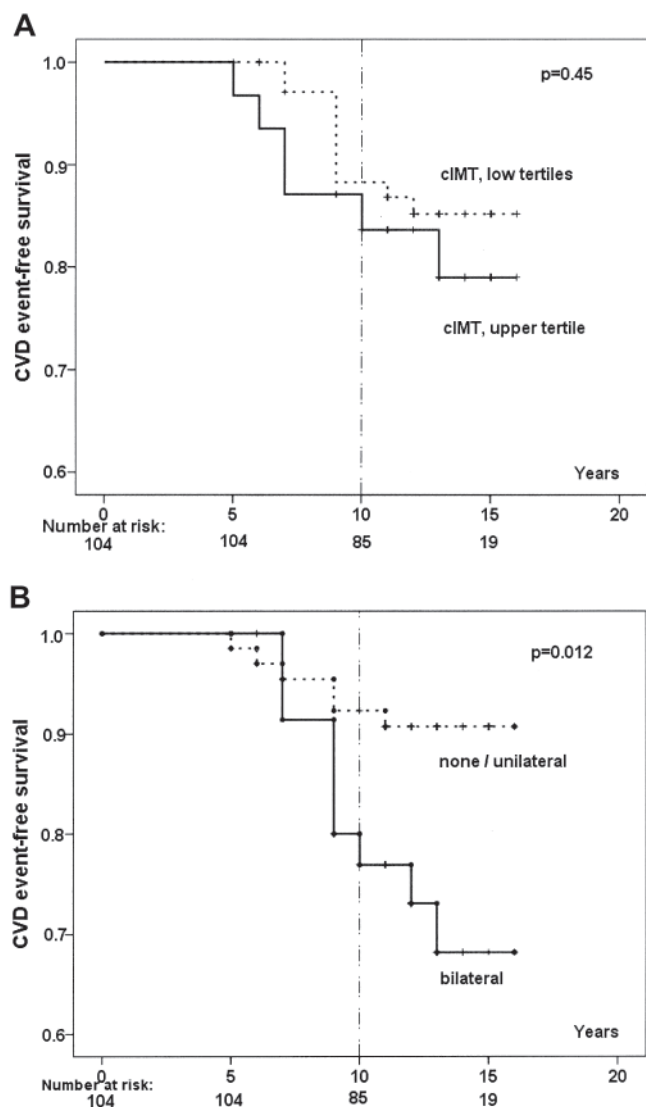 A
1.0
p=0.45
0.9
cIMT, low tertiles
CVD event-free survival
0.8
cIMT, upper tertile
0.7
0.6
Years
0 5 10 15 20
Number at risk:
104 104 85 19
B
1.0
p=0.012
0.9
none / unilateral
CVD event-free survival
0.8
0.7
bilateral
0.6
Years
0 5 10 15 20
Number at risk:
104 104 85 19